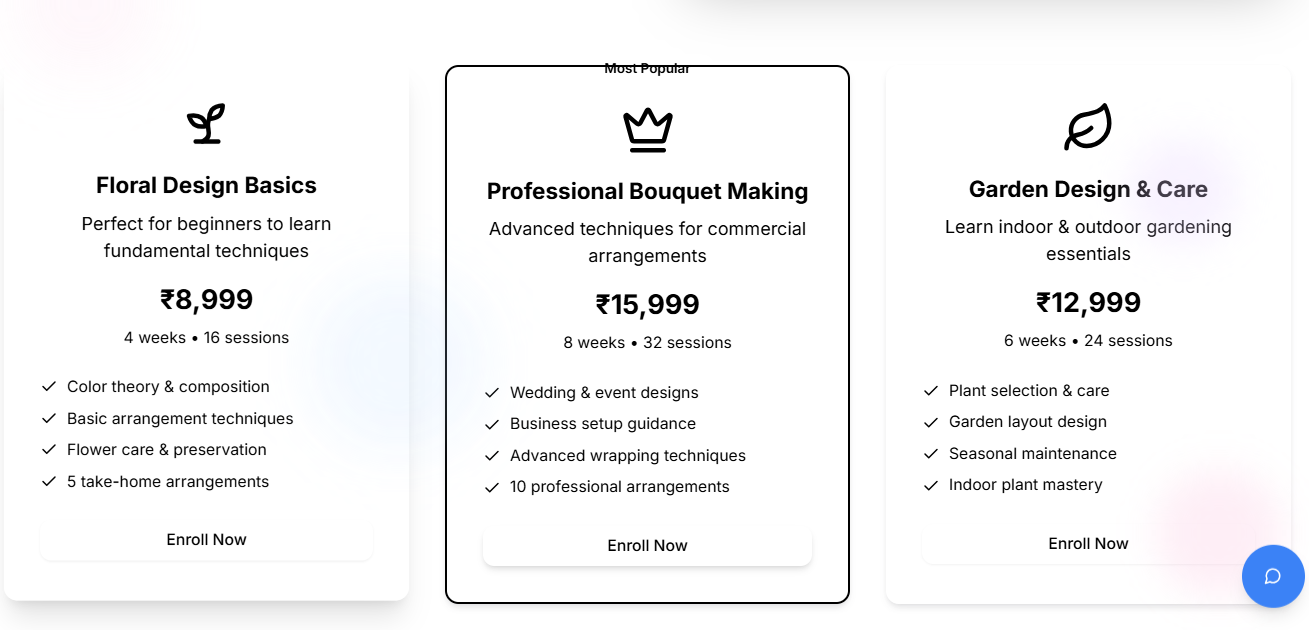 Floral Design Basics
Perfect for beginners to learn
fundamental techniques
₹8,999
4 weeks • 16 sessions
Color theory & composition
Basic arrangement techniques
Flower care & preservation
5 take-home arrangements
Enroll Now
Most Popular
Professional Bouquet Making
Advanced techniques for commercial
arrangements
₹15,999
8 weeks • 32 sessions
Wedding & event designs
Business setup guidance
Advanced wrapping techniques
10 professional arrangements
Enroll Now
Garden Design & Care
Learn indoor & outdoor gardening
essentials
₹12,999
6 weeks • 24 sessions
Plant selection & care
Garden layout design
Seasonal maintenance
Indoor plant mastery
Enroll Now